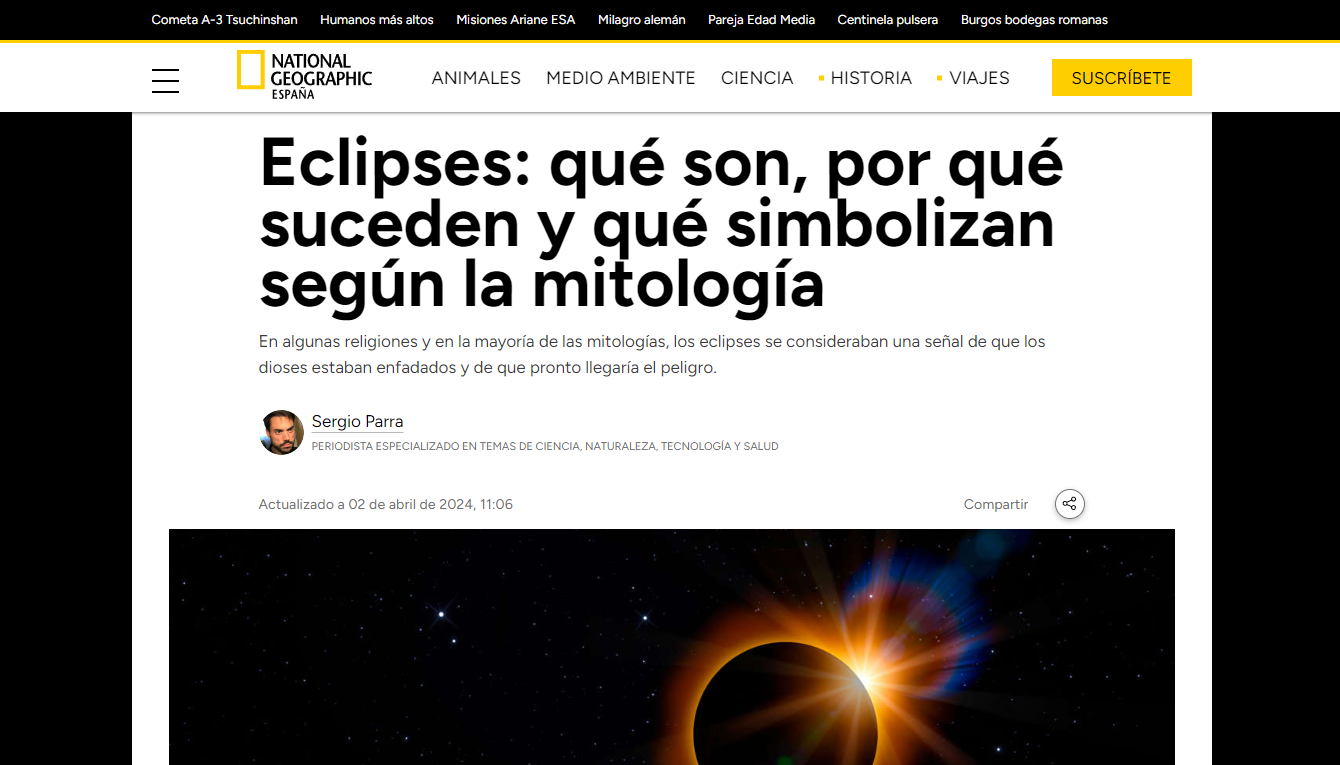 Cometa A-3 Tsuchinshan Humanos más altos Misiones Ariane ESA Milagro alemán Pareja Edad Media Centinela pulsera Burgos bodegas romanas
NATIONAL
GEOGRAPHIC
ESPAÑA
ANIMALES MEDIO AMBIENTE CIENCIA HISTORIA VIAJES SUSCRÍBETE
Eclipses: qué son, por qué
suceden y qué simbolizan
según la mitología
En algunas religiones y en la mayoría de las mitologías, los eclipses se consideraban una señal de que los
dioses estaban enfadados y de que pronto llegaría el peligro.
Sergio Parra
PERIODISTA ESPECIALIZADO EN TEMAS DE CIENCIA, NATURALEZA, TECNOLOGÍA Y SALUD
Actualizado a 02 de abril de 2024, 11:06 Compartir